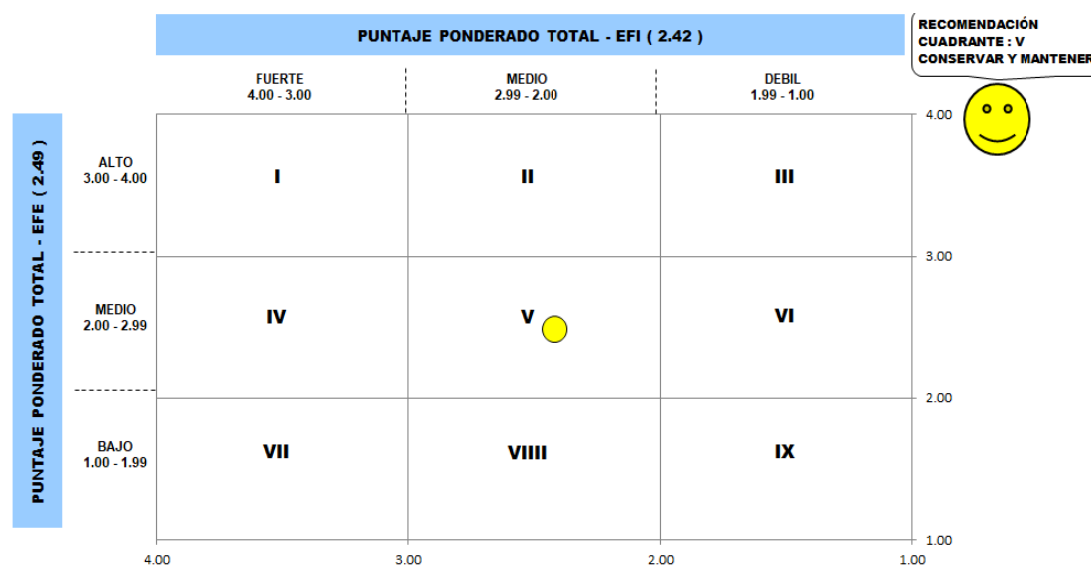 PUNTAJE PONDERADO TOTAL - EFI ( 2.42 )
RECOMENDACIÓN
CUADRANTE : V
CONSERVAR Y MANTENER
FUERTE
4.00 - 3.00
MEDIO
2.99 - 2.00
DEBIL
1.99 - 1.00
PUNTAJE PONDERADO TOTAL - EFE ( 2.49 )
4.00
ALTO
3.00 - 4.00
I
II
III
3.00
MEDIO
2.00 - 2.99
IV
V
VI
2.00
BAJO
1.00 - 1.99
VII
VIIII
IX
1.00
4.00
3.00
2.00
1.00